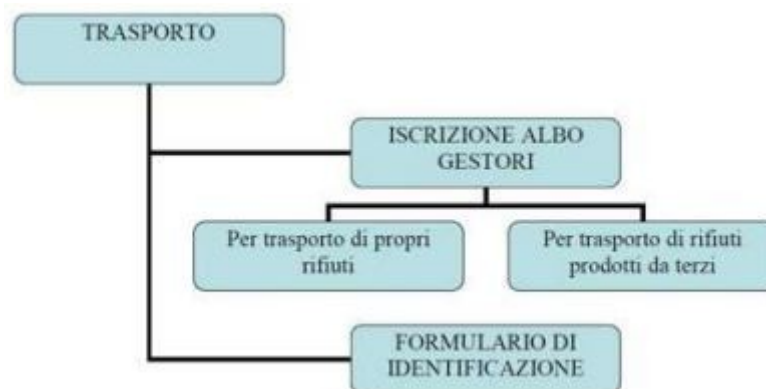 TRASPORTO
ISCRIZIONE ALBO
GESTORI
Per trasporto di propri
rifiuti
Per trasporto di rifiuti
prodotti da terzi
FORMULARIO DI
IDENTIFICAZIONE